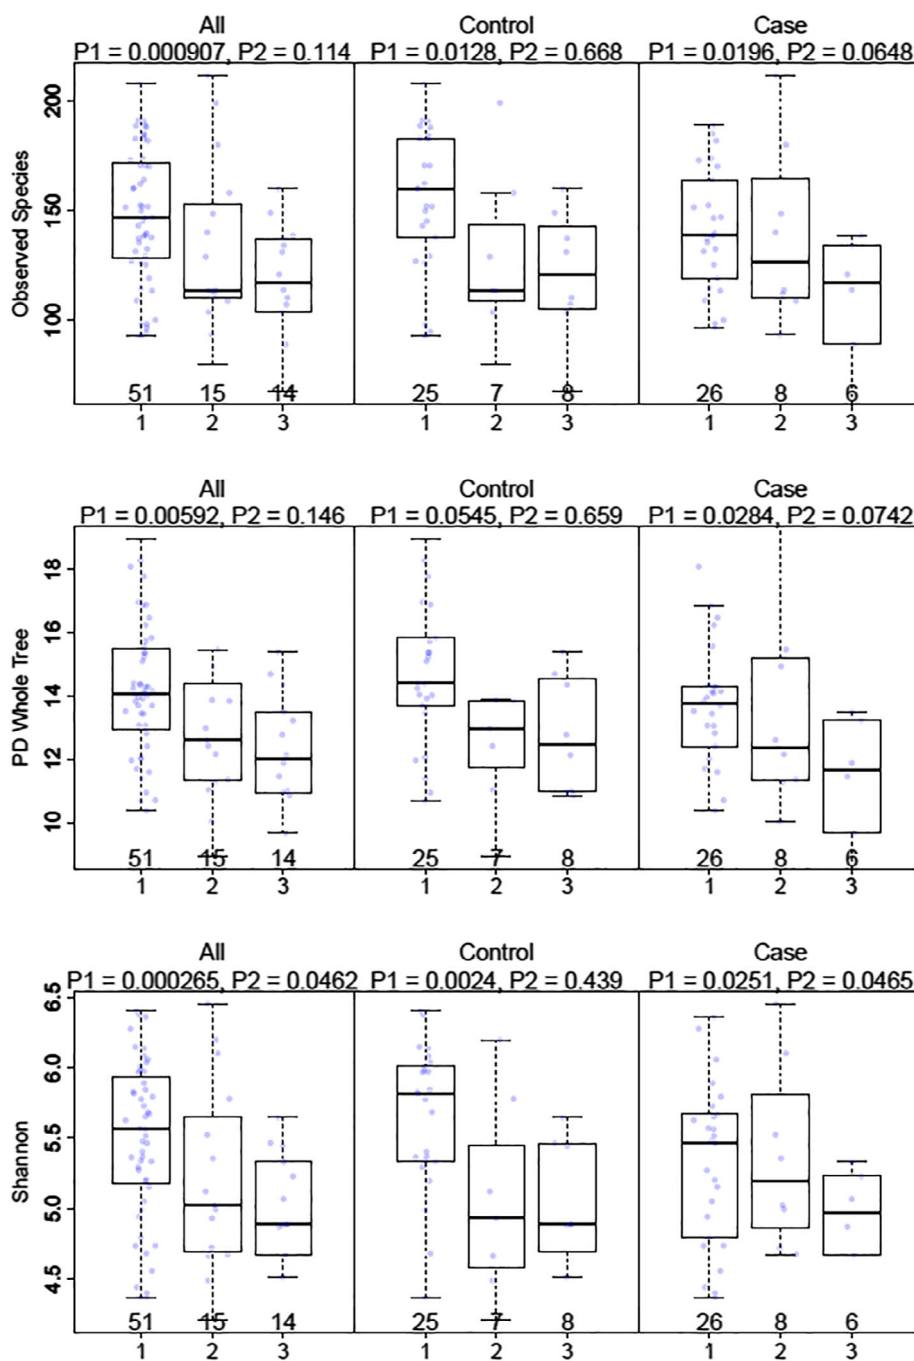 All Control Case
P1 = 0.000907, P2 = 0.114 P1 = 0.0128, P2 = 0.668 P1 = 0.0196, P2 = 0.0648
Observed Species
200
150
100
51 15 14 25 7 8 26 8 6
1 2 3 1 2 3 1 2 3
All Control Case
P1 = 0.00592, P2 = 0.146 P1 = 0.0545, P2 = 0.659 P1 = 0.0284, P2 = 0.0742
PD Whole Tree
18
16
14
12
10
51 15 14 25 7 8 26 8 6
1 2 3 1 2 3 1 2 3
All Control Case
P1 = 0.000265, P2 = 0.0462 P1 = 0.0024, P2 = 0.439 P1 = 0.0251, P2 = 0.0465
Shannon
6.5
6.0
5.5
5.0
4.5
51 15 14 25 7 8 26 8 6
1 2 3 1 2 3 1 2 3